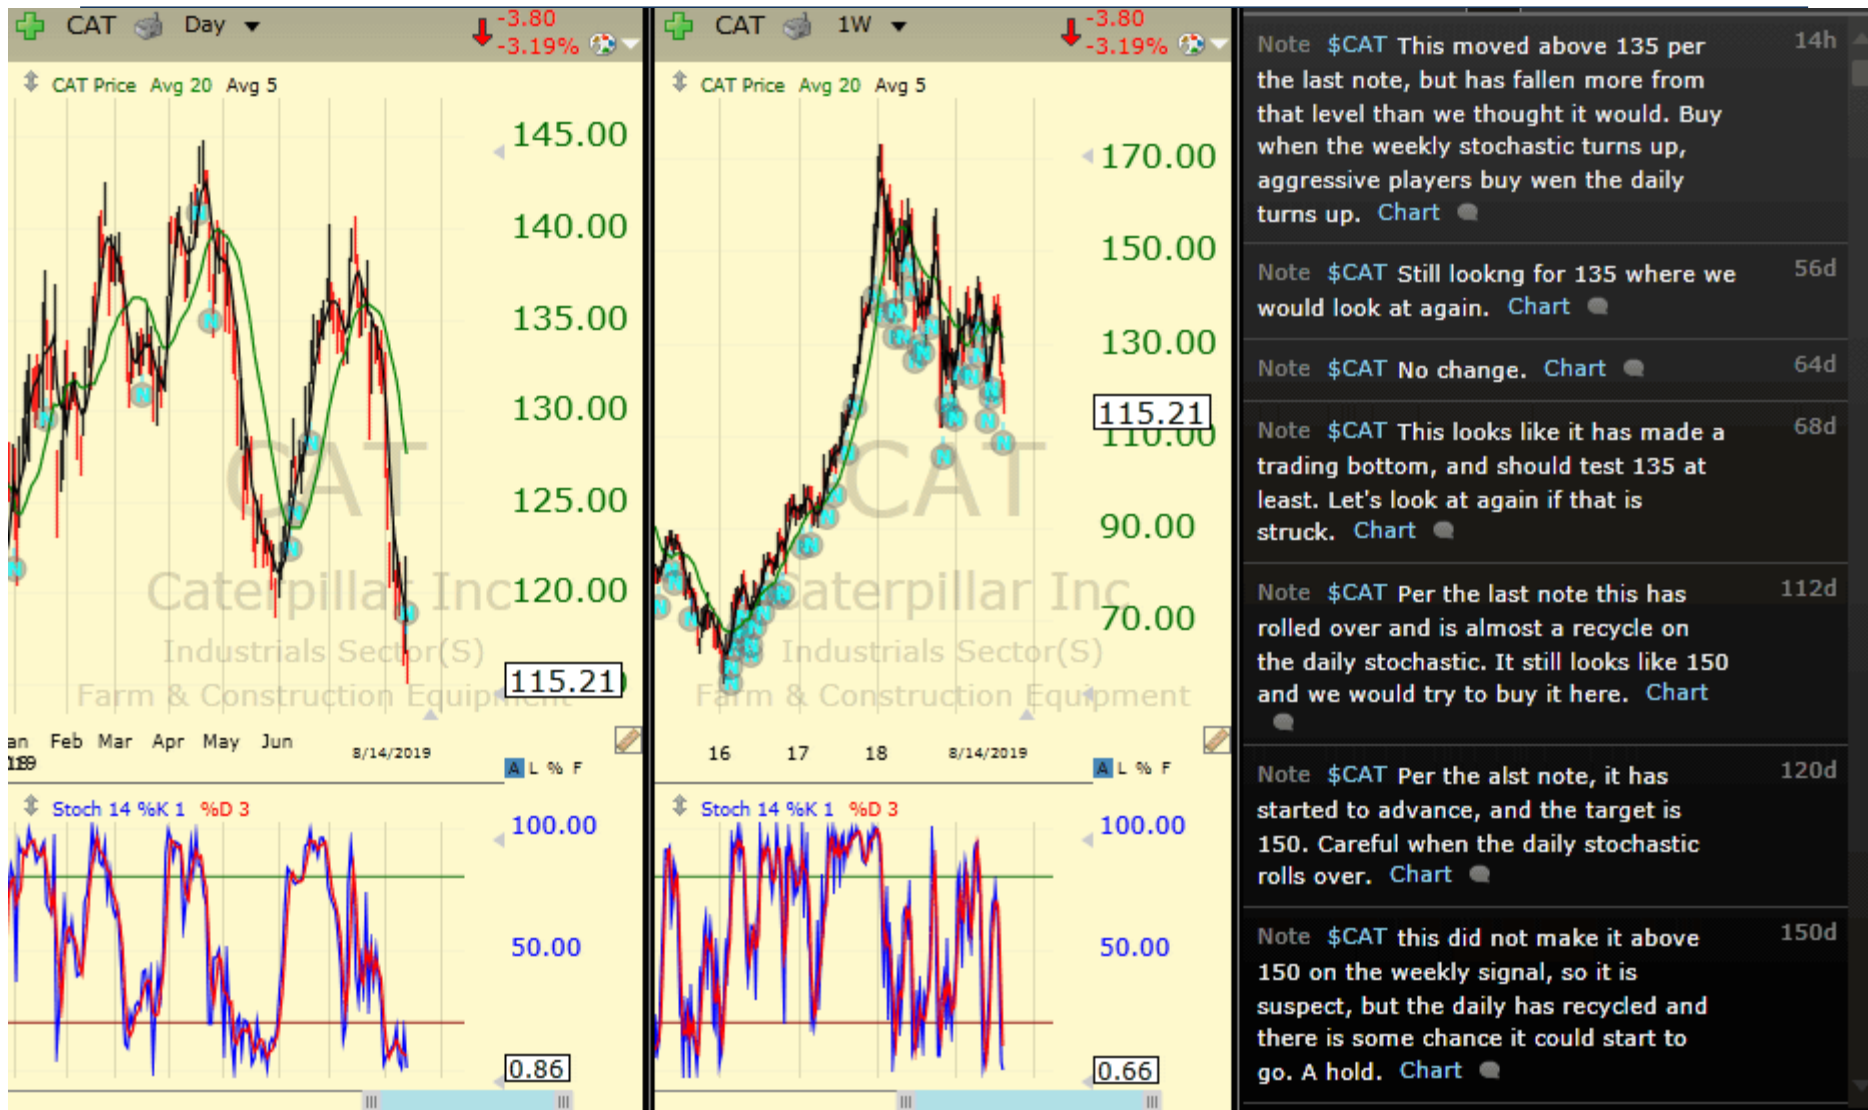 CAT Day
-3.80
-3.19%
CAT Price Avg 20 Avg 5
145.00
140.00
135.00
130.00
125.00
120.00
115.21
CAT
Caterpillar Inc
Industrials Sector(S)
Farm & Construction Equipment
Feb Mar Apr May Jun
8/14/2019
A L % F
Stoch 14 %K 1 %D 3
100.00
50.00
0.86
CAT 1W
-3.80
-3.19%
CAT Price Avg 20 Avg 5
170.00
150.00
130.00
115.21
110.00
90.00
70.00
CAT
Caterpillar Inc
Industrials Sector(S)
Farm & Construction Equipment
16 17 18 8/14/2019
A L % F
Stoch 14 %K 1 %D 3
100.00
50.00
0.66
Note $CAT This moved above 135 per 14h
the last note, but has fallen more from
that level than we thought it would. Buy
when the weekly stochastic turns up,
aggressive players buy wen the daily
turns up. Chart
Note $CAT Still lookng for 135 where we 56d
would look at again. Chart
Note $CAT No change. Chart 64d
Note $CAT This looks like it has made a 68d
trading bottom, and should test 135 at
least. Let's look at again if that is
struck. Chart
Note $CAT Per the last note this has 112d
rolled over and is almost a recycle on
the daily stochastic. It still looks like 150
and we would try to buy it here. Chart
Note $CAT Per the alst note, it has 120d
started to advance, and the target is
150. Careful when the daily stochastic
rolls over. Chart
Note $CAT this did not make it above 150d
150 on the weekly signal, so it is
suspect, but the daily has recycled and
there is some chance it could start to
go. A hold. Chart